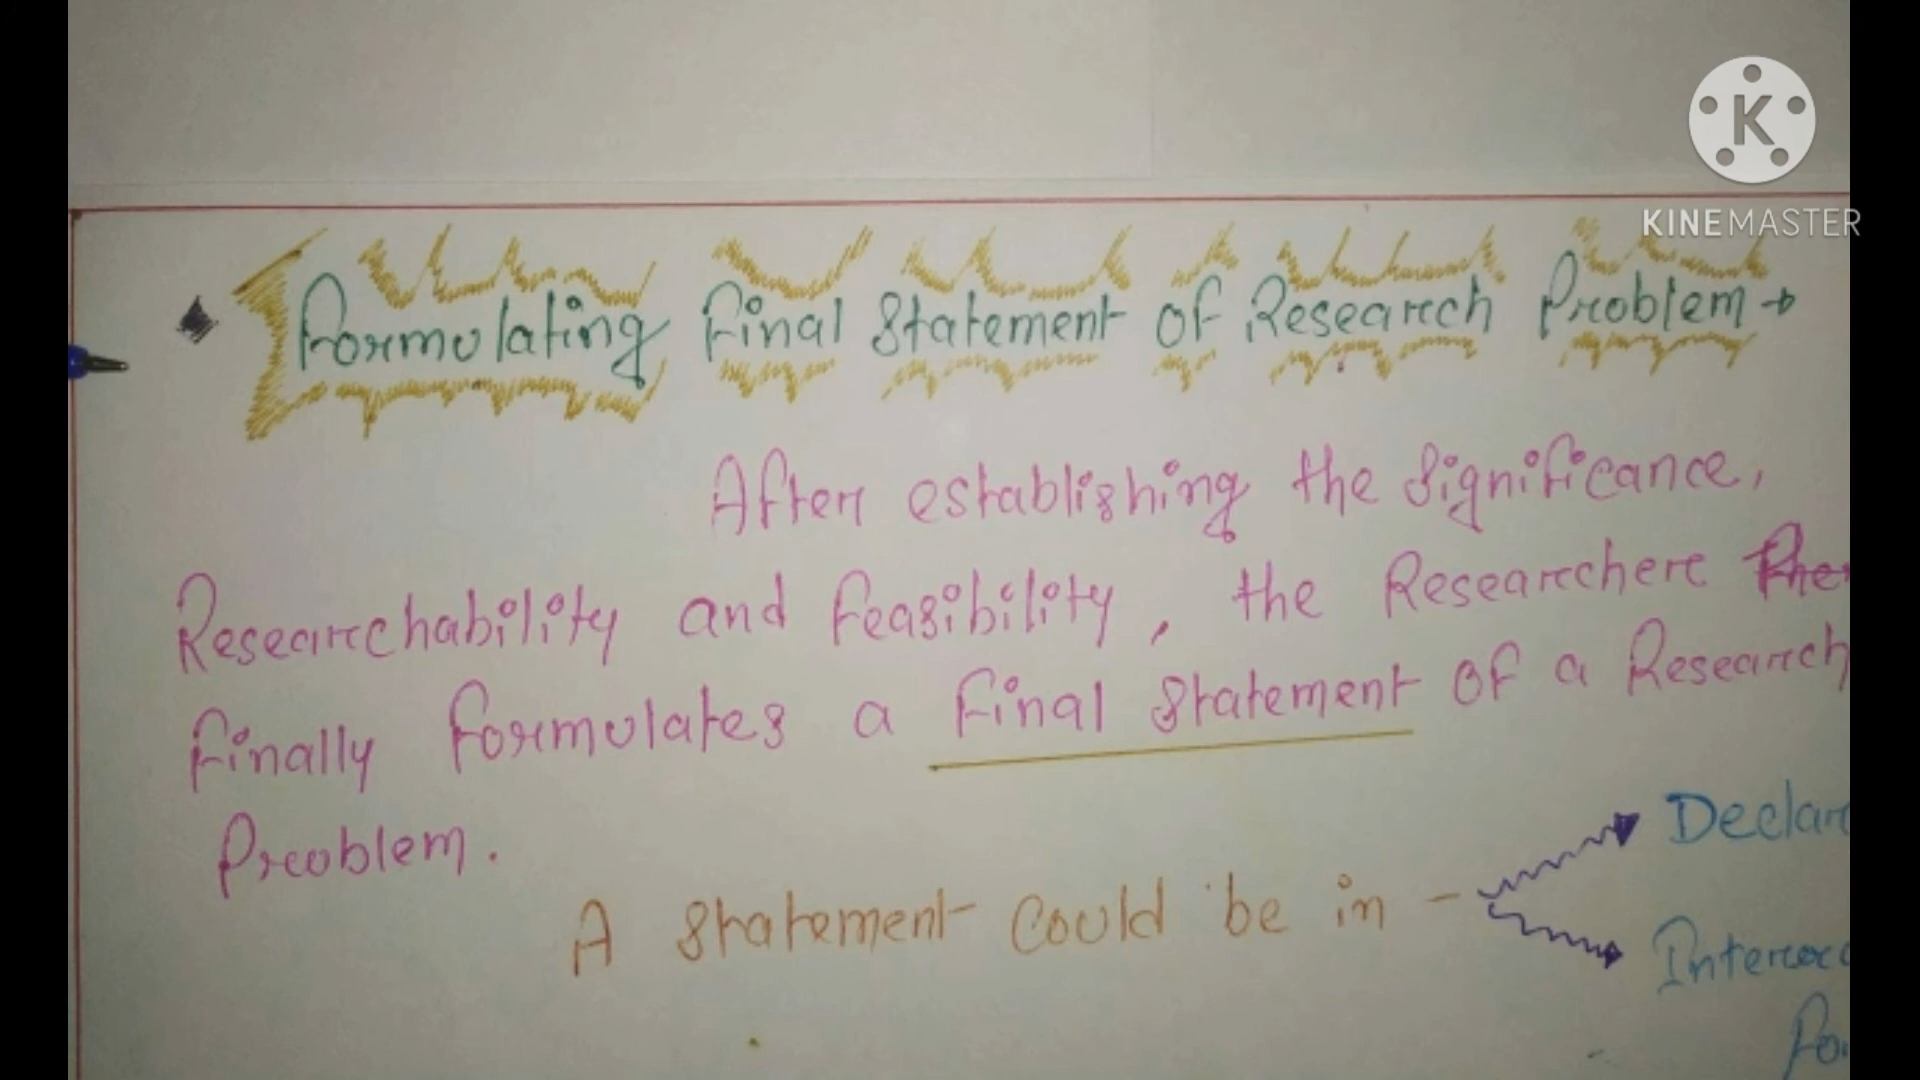 K
KINEMASTER
Formulating Final Statement of Research Problem →
After establishing the Significance,
Researchability and feasibility, the Researcher
finally formulates a final statement of a Research
Problem.
A statement could be in -